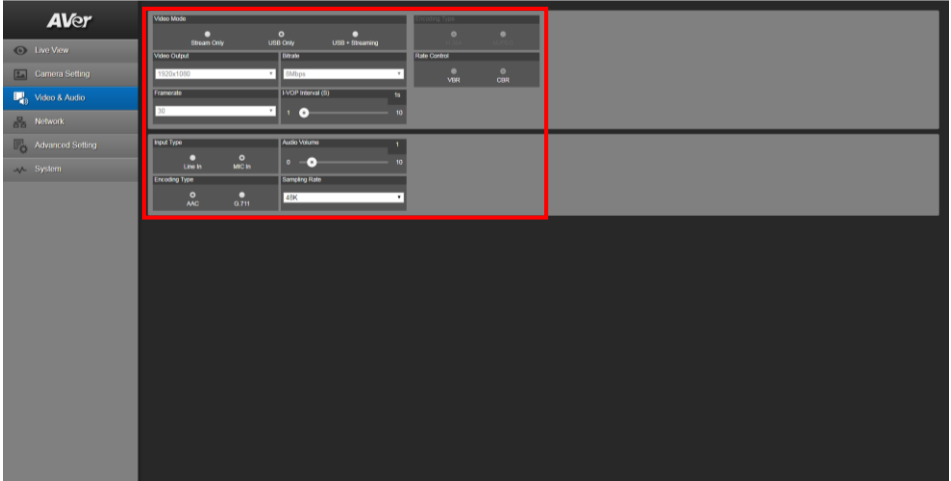 AVer
Live View
Camera Setting
Video & Audio
Network
Advanced Setting
System
Video Mode
Stream Only
USB Only
USB + Streaming
Encoding Type
Video Output
1920x1080
Bitrate
Rate Control
VBR
CBR
Framerate
30
I-VOP Interval (S)
1s
1
10
Input Type
Line In
MIC In
Audio Volume
1
0
10
Encoding Type
AAC
G.711
Sampling Rate
48K